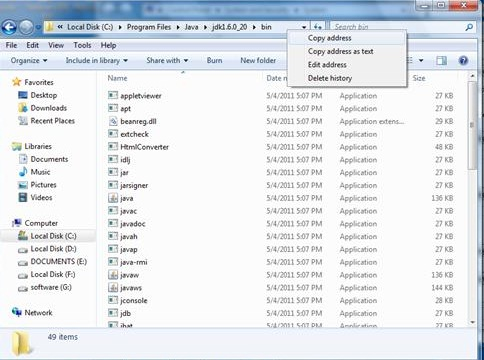 Local Disk (C:) Program Files Java jdk1.6.0_20 bin Search bin
Copy address
Copy address as text
Edit address
Delete history
File Edit View Tools Help
Organize Include in library Share with Burn New folder
Favorites
Desktop
Downloads
Recent Places
Libraries
Documents
Music
Pictures
Videos
Computer
Local Disk (C:)
Local Disk (D:)
DOCUMENTS (E:)
Local Disk (F:)
software (G:)
Network
Name
appletviewer 5/4/2011 5:07 PM Application 27 KB
apt 5/4/2011 5:07 PM Application 27 KB
beanreg.dll 5/4/2011 5:07 PM Application extens... 27 KB
extcheck 5/4/2011 5:07 PM Application 27 KB
HtmlConverter 5/4/2011 5:07 PM Application 48 KB
idlj 5/4/2011 5:07 PM Application 27 KB
jar 5/4/2011 5:07 PM Application 27 KB
jarsigner 5/4/2011 5:07 PM Application 27 KB
java 5/4/2011 5:07 PM Application 136 KB
javac 5/4/2011 5:07 PM Application 27 KB
javadoc 5/4/2011 5:07 PM Application 27 KB
javah 5/4/2011 5:07 PM Application 27 KB
javap 5/4/2011 5:07 PM Application 27 KB
java-rmi 5/4/2011 5:07 PM Application 27 KB
javaw 5/4/2011 5:07 PM Application 136 KB
javaws 5/4/2011 5:07 PM Application 144 KB
jconsole 5/4/2011 5:07 PM Application 27 KB
jdb 5/4/2011 5:07 PM Application 27 KB
jhat 5/4/2011 5:07 PM Application 27 KB
49 items